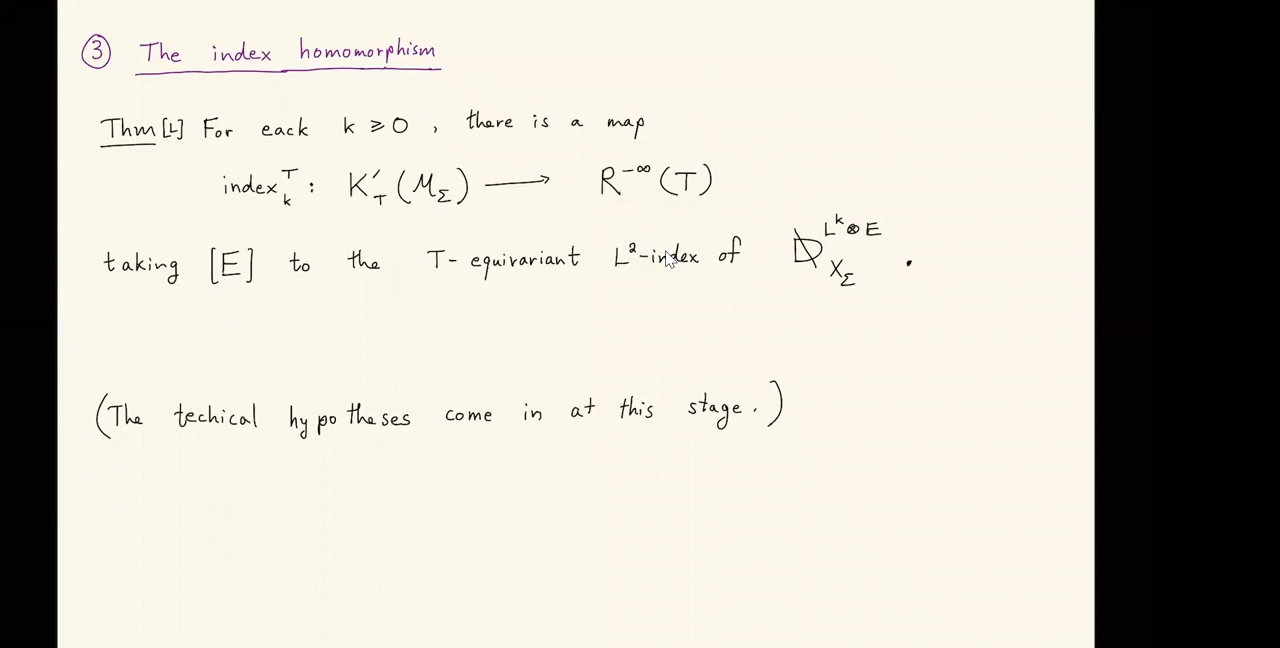 ③ The index homomorphism
Thm [L] For each k ≥ 0, there is a map
index_k^T : K'_T(M_Σ) ⟶ R^{-∞}(T)
taking [E] to the T-equivariant L²-index of D̸_{X_Σ}^{L^k⊗E} .
(The techical hypotheses come in at this stage.)